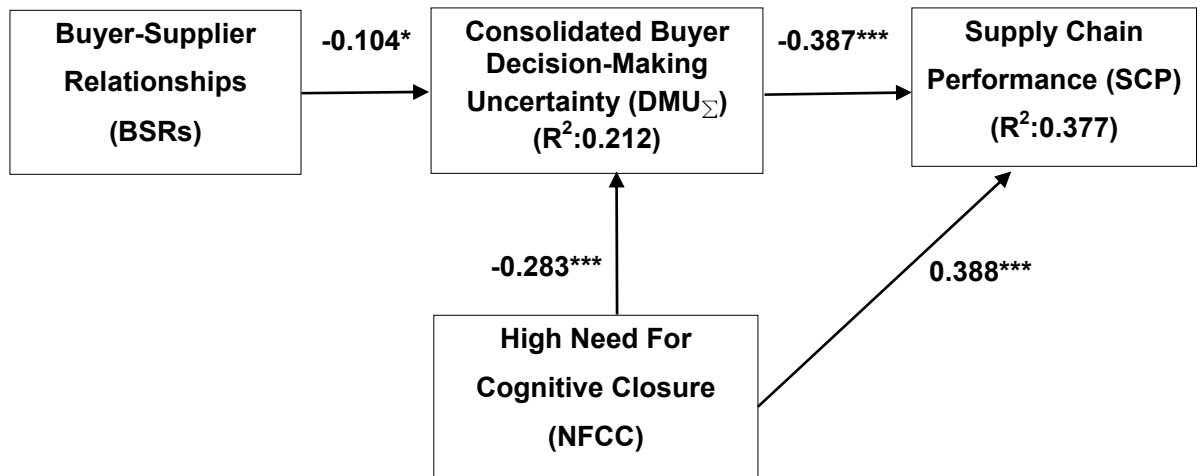 Buyer-Supplier
Relationships
(BSRs)
-0.104*
Consolidated Buyer
Decision-Making
Uncertainty (DMU∑)
(R²:0.212)
-0.387***
Supply Chain
Performance (SCP)
(R²:0.377)
-0.283***
0.388***
High Need For
Cognitive Closure
(NFCC)